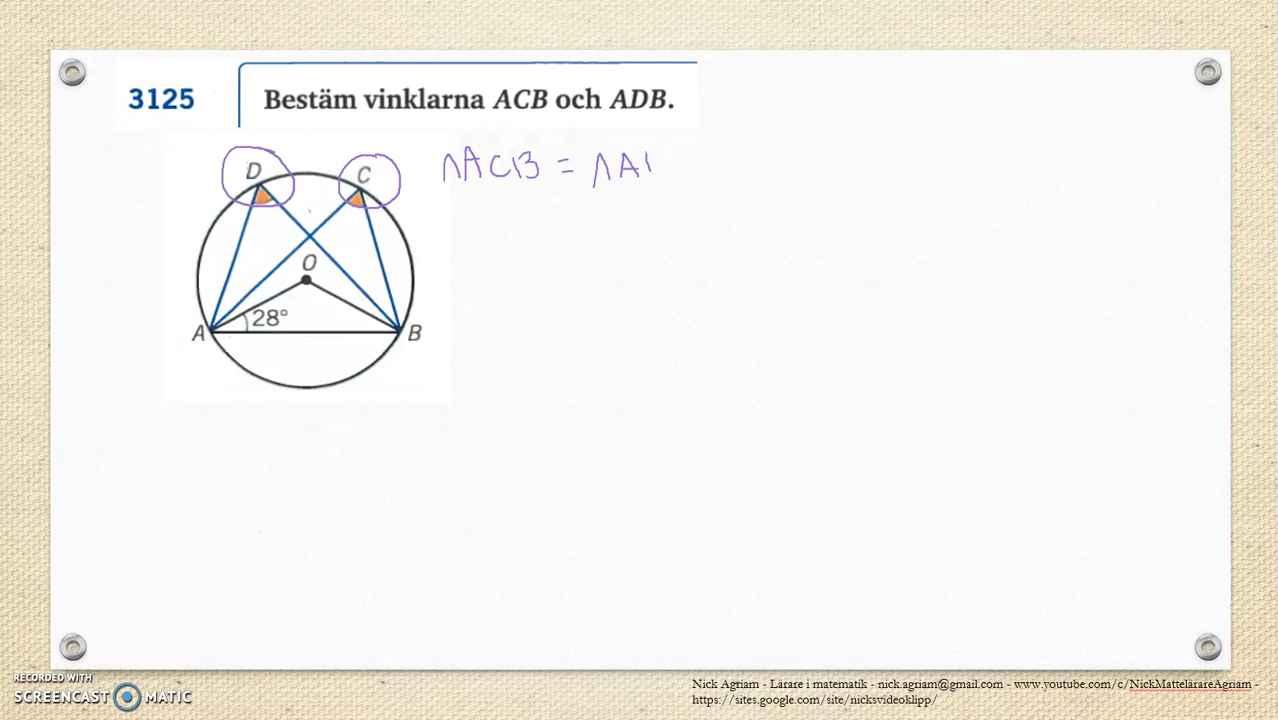 3125 Bestäm vinklarna ACB och ADB.
D C
∧ACB = ∧A
O
28°
A B
RECORDED WITH
SCREENCAST MATIC
Nick Agriam - Lärare i matematik - nick.agriam@gmail.com - www.youtube.com/c/NickMattelärareAgriam -
https://sites.google.com/site/nicksvideoklipp/